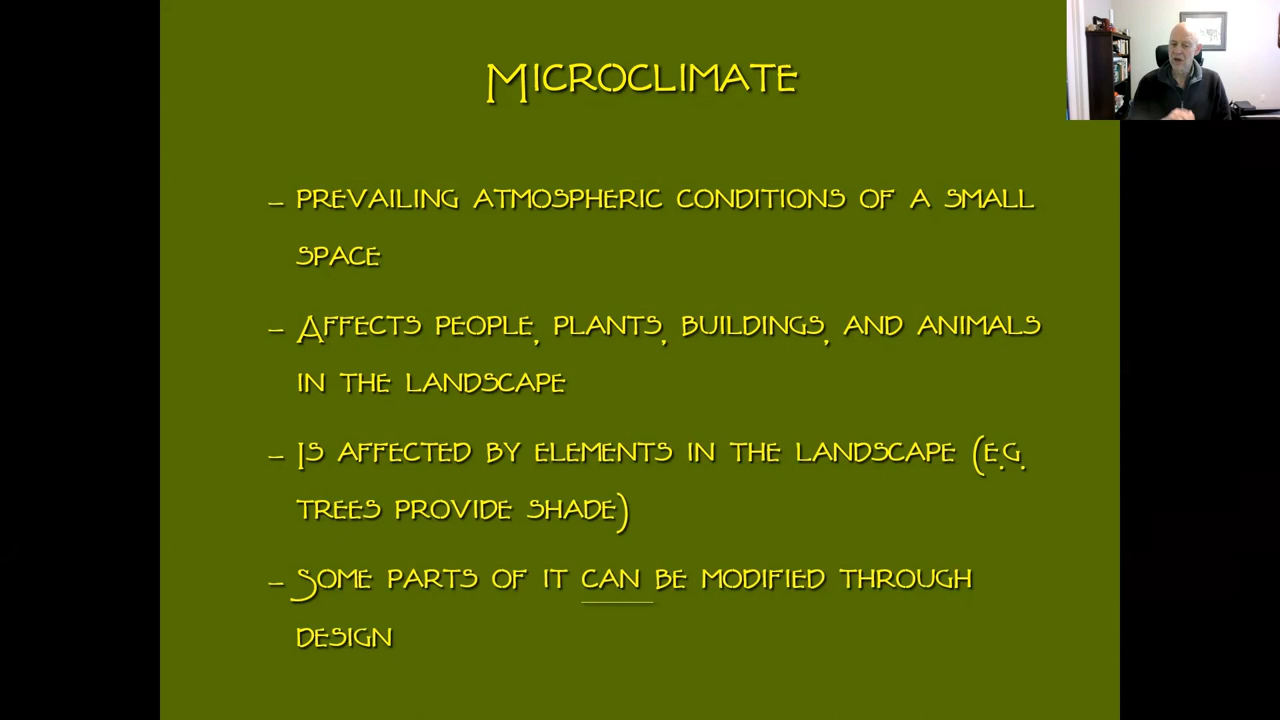 Microclimate
– prevailing atmospheric conditions of a small
space
– Affects people, plants, buildings, and animals
in the landscape
– Is affected by elements in the landscape (e.g.
trees provide shade)
– Some parts of it can be modified through
design